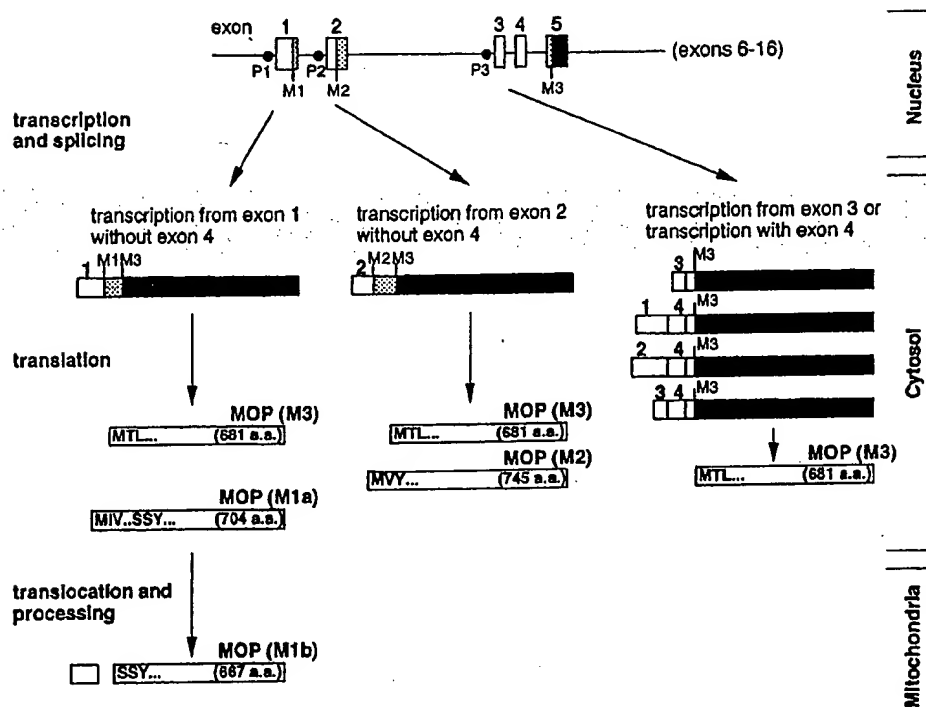 exon 1 2 3 4 5
(exons 6-16)
P1 P2 P3
M1 M2 M3
Nucleus
transcription
and splicing
transcription from exon 1
without exon 4
M1M3
1
transcription from exon 2
without exon 4
M2M3
2
transcription from exon 3 or
transcription with exon 4
M3
3
M3
1 4
M3
2 4
M3
3 4
Cytosol
translation
MOP (M3)
MTL... (681 a.a.)
MOP (M1a)
MIV..SSY... (704 a.a.)
MOP (M3)
MTL... (681 a.a.)
MOP (M2)
MVY... (745 a.a.)
MOP (M3)
MTL... (681 a.a.)
translocation and
processing
MOP (M1b)
SSY... (667 a.a.)
Mitochondria